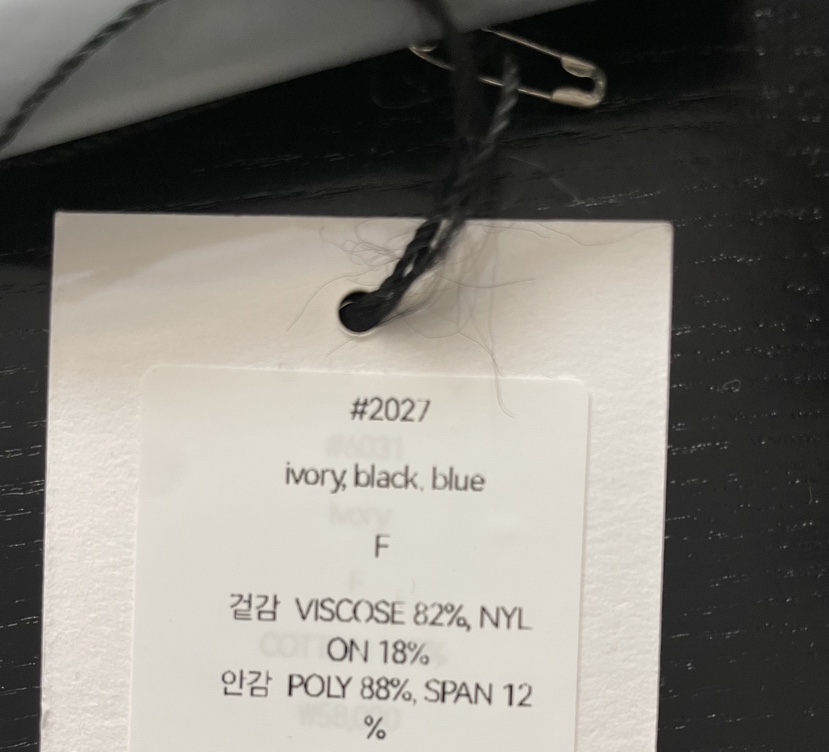 #2027
ivory, black, blue
F
겉감 VISCOSE 82%, NYL
ON 18%
안감 POLY 88%, SPAN 12
%